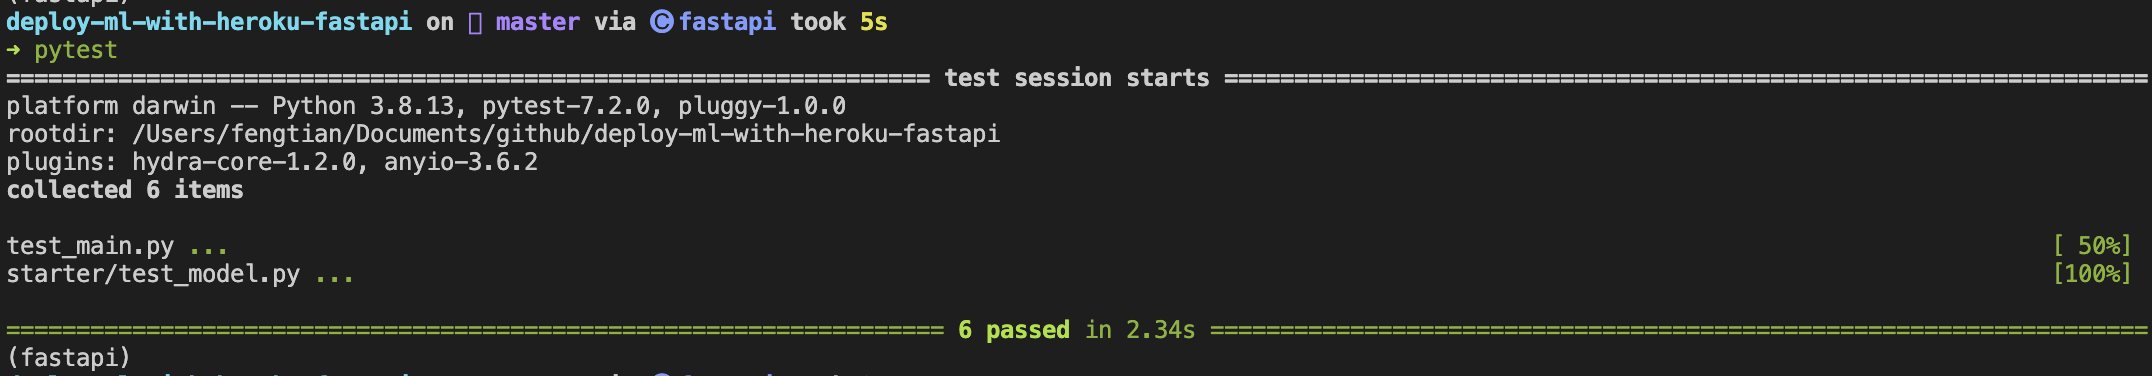 (fastapi)
deploy-ml-with-heroku-fastapi on master via Ⓒ fastapi took 5s
➜ pytest
================================================================== test session starts ==================================================================
platform darwin -- Python 3.8.13, pytest-7.2.0, pluggy-1.0.0
rootdir: /Users/fengtian/Documents/github/deploy-ml-with-heroku-fastapi
plugins: hydra-core-1.2.0, anyio-3.6.2
collected 6 items
test_main.py ... [ 50%]
starter/test_model.py ... [100%]
=================================================================== 6 passed in 2.34s ===================================================================
(fastapi)